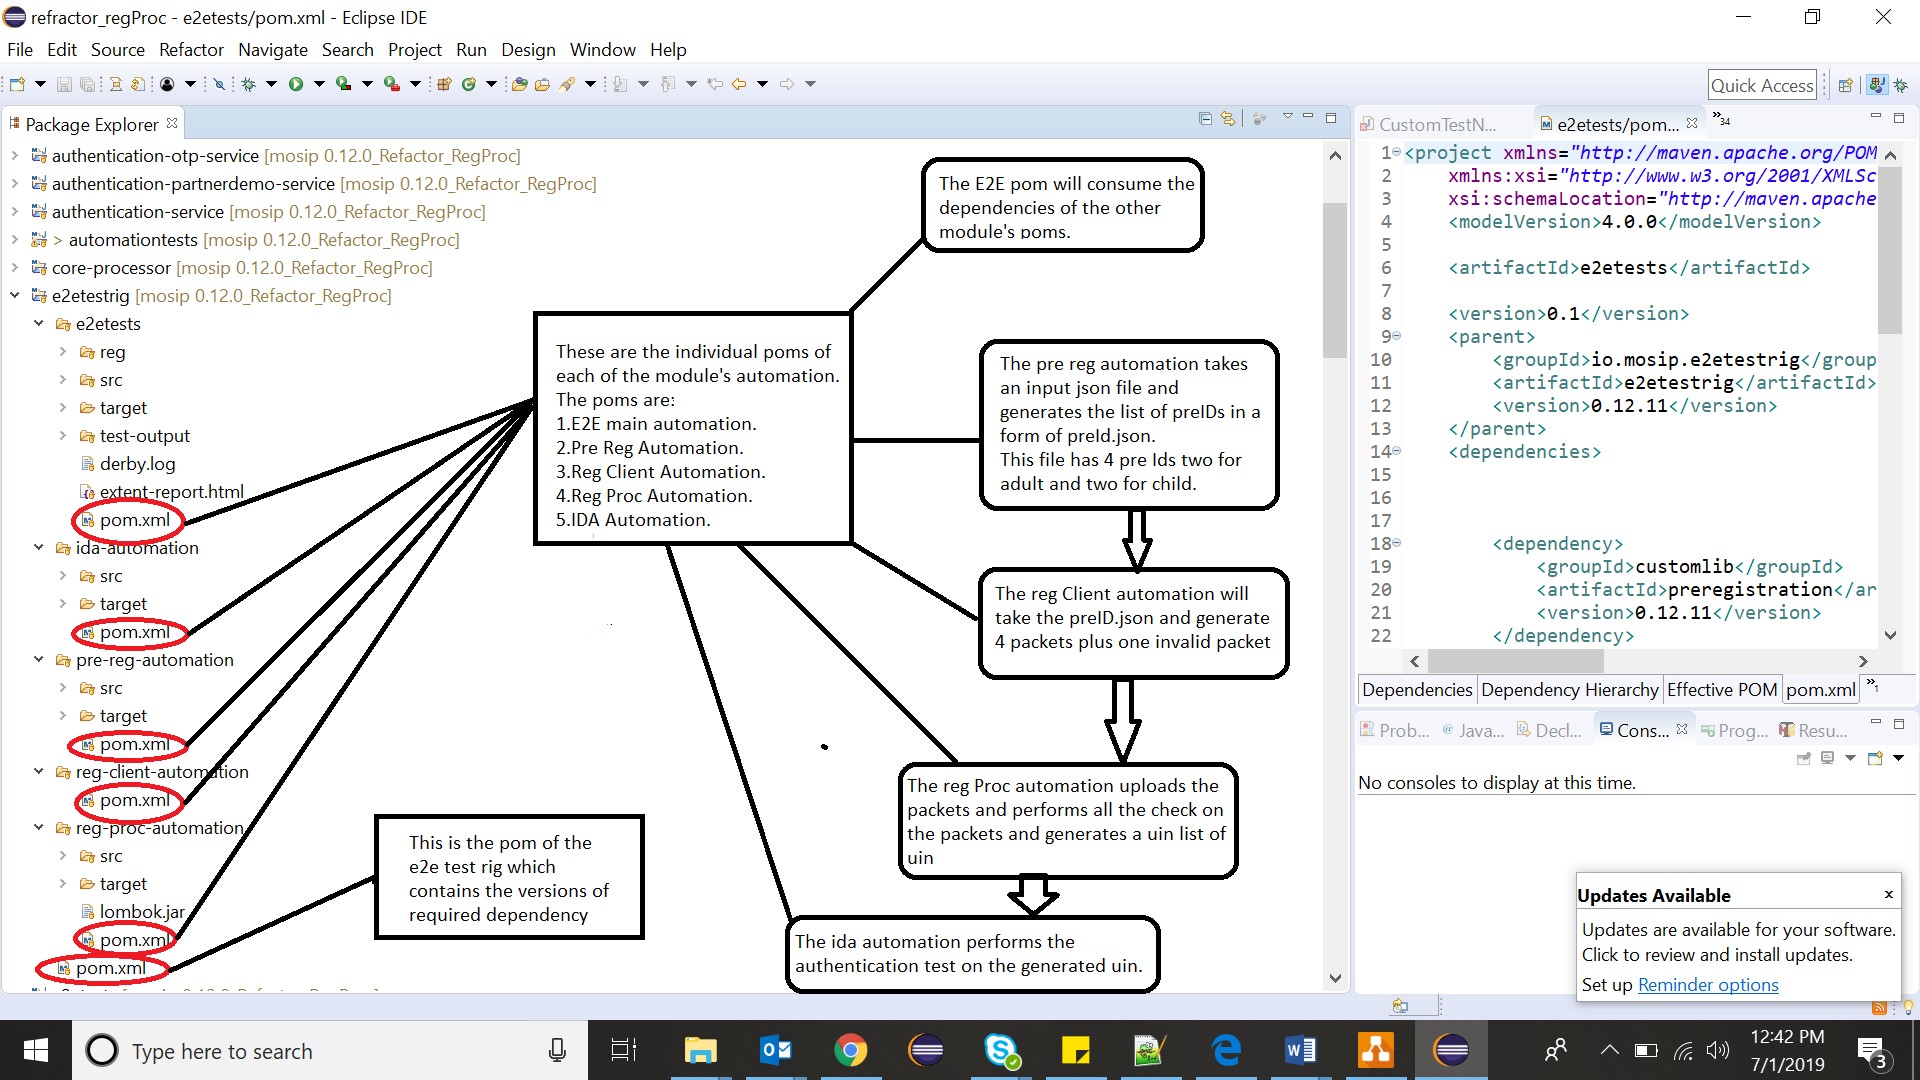 refractor_regProc - e2etests/pom.xml - Eclipse IDE
File Edit Source Refactor Navigate Search Project Run Design Window Help
Quick Access
Package Explorer
authentication-otp-service [mosip 0.12.0_Refactor_RegProc]
authentication-partnerdemo-service [mosip 0.12.0_Refactor_RegProc]
authentication-service [mosip 0.12.0_Refactor_RegProc]
> automationtests [mosip 0.12.0_Refactor_RegProc]
core-processor [mosip 0.12.0_Refactor_RegProc]
e2etestrig [mosip 0.12.0_Refactor_RegProc]
e2etests
reg
src
target
test-output
derby.log
extent-report.html
pom.xml
ida-automation
src
target
pom.xml
pre-reg-automation
src
target
pom.xml
reg-client-automation
pom.xml
reg-proc-automation
src
target
lombok.jar
pom.xml
pom.xml
The E2E pom will consume the
dependencies of the other
module's poms.
These are the individual poms of
each of the module's automation.
The poms are:
1.E2E main automation.
2.Pre Reg Automation.
3.Reg Client Automation.
4.Reg Proc Automation.
5.IDA Automation.
The pre reg automation takes
an input json file and
generates the list of preIDs in a
form of preId.json.
This file has 4 pre Ids two for
adult and two for child.
The reg Client automation will
take the preID.json and generate
4 packets plus one invalid packet
The reg Proc automation uploads the
packets and performs all the check on
the packets and generates a uin list of
uin
The ida automation performs the
authentication test on the generated uin.
This is the pom of the
e2e test rig which
contains the versions of
required dependency
CustomTestN... e2etests/pom... »34
1 <project xmlns="http://maven.apache.org/POM
2 xmlns:xsi="http://www.w3.org/2001/XMLSc
3 xsi:schemaLocation="http://maven.apache
4 <modelVersion>4.0.0</modelVersion>
5
6 <artifactId>e2etests</artifactId>
7
8 <version>0.1</version>
9 <parent>
10 <groupId>io.mosip.e2etestrig</group
11 <artifactId>e2etestrig</artifactId>
12 <version>0.12.11</version>
13 </parent>
14 <dependencies>
15
16
17
18 <dependency>
19 <groupId>customlib</groupId>
20 <artifactId>preregistration</ar
21 <version>0.12.11</version>
22 </dependency>
Dependencies Dependency Hierarchy Effective POM pom.xml »1
Prob... @ Java... Decl... Cons... Prog... Resu...
No consoles to display at this time.
Updates Available x
Updates are available for your software.
Click to review and install updates.
Set up Reminder options
Type here to search
12:42 PM
7/1/2019
3